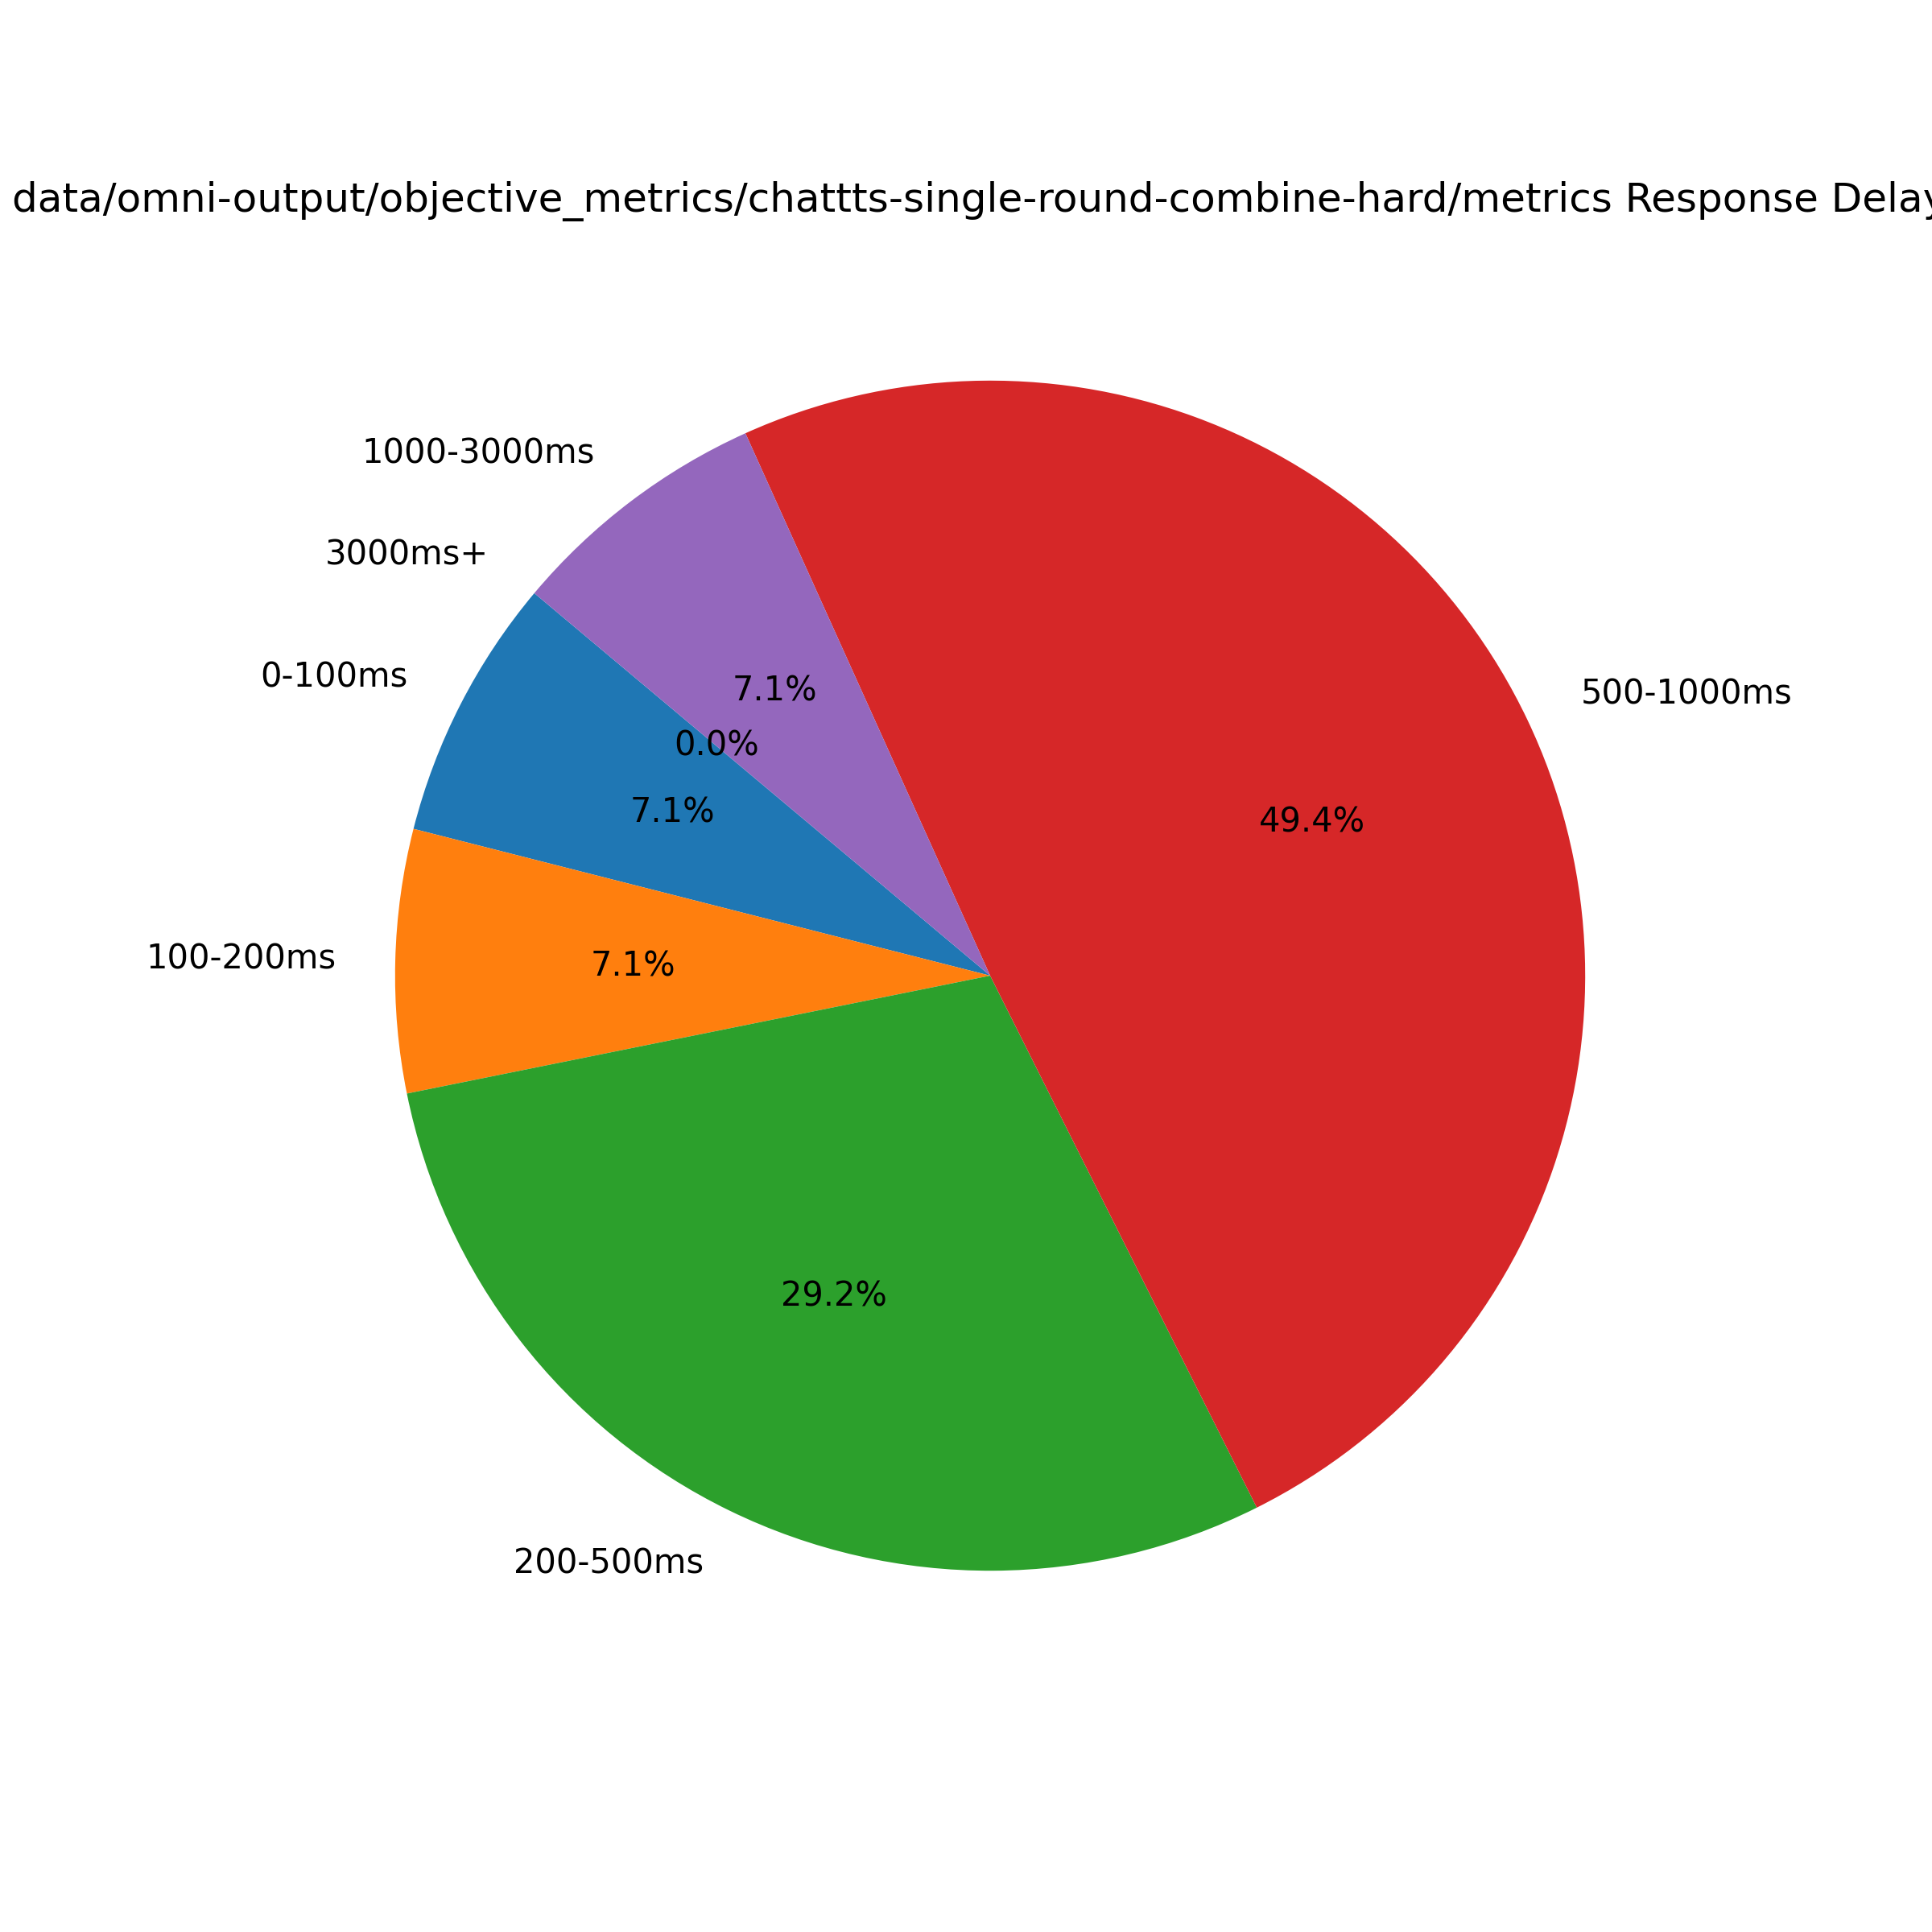 data/omni-output/objective_metrics/chattts-single-round-combine-hard/metrics Response Delay
1000-3000ms
3000ms+
0-100ms
500-1000ms
7.1%
0.0%
7.1%
49.4%
100-200ms
7.1%
29.2%
200-500ms